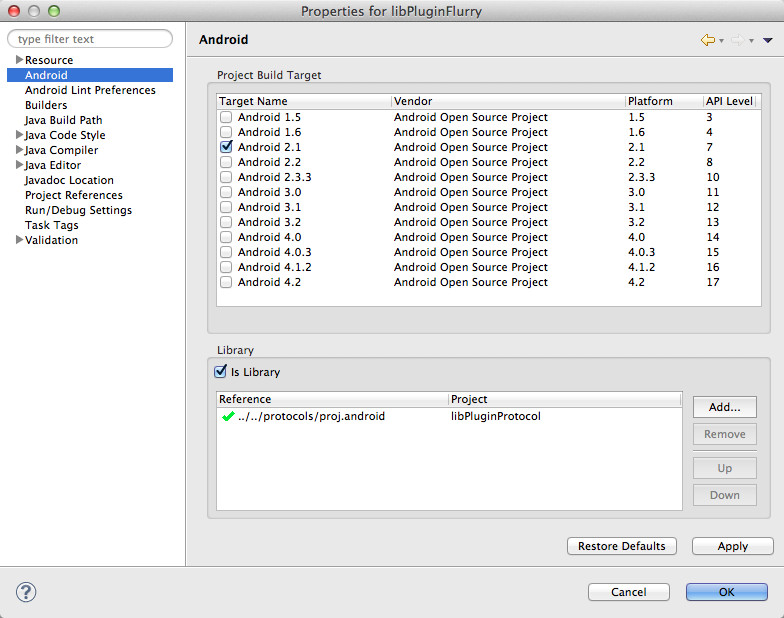 Properties for libPluginFlurry
type filter text
Resource
Android
Android Lint Preferences
Builders
Java Build Path
Java Code Style
Java Compiler
Java Editor
Javadoc Location
Project References
Run/Debug Settings
Task Tags
Validation
Android
Project Build Target
Target Name Vendor Platform API Level
Android 1.5 Android Open Source Project 1.5 3
Android 1.6 Android Open Source Project 1.6 4
Android 2.1 Android Open Source Project 2.1 7
Android 2.2 Android Open Source Project 2.2 8
Android 2.3.3 Android Open Source Project 2.3.3 10
Android 3.0 Android Open Source Project 3.0 11
Android 3.1 Android Open Source Project 3.1 12
Android 3.2 Android Open Source Project 3.2 13
Android 4.0 Android Open Source Project 4.0 14
Android 4.0.3 Android Open Source Project 4.0.3 15
Android 4.1.2 Android Open Source Project 4.1.2 16
Android 4.2 Android Open Source Project 4.2 17
Library
Is Library
Reference Project
../../protocols/proj.android libPluginProtocol
Add...
Remove
Up
Down
Restore Defaults Apply
? Cancel OK